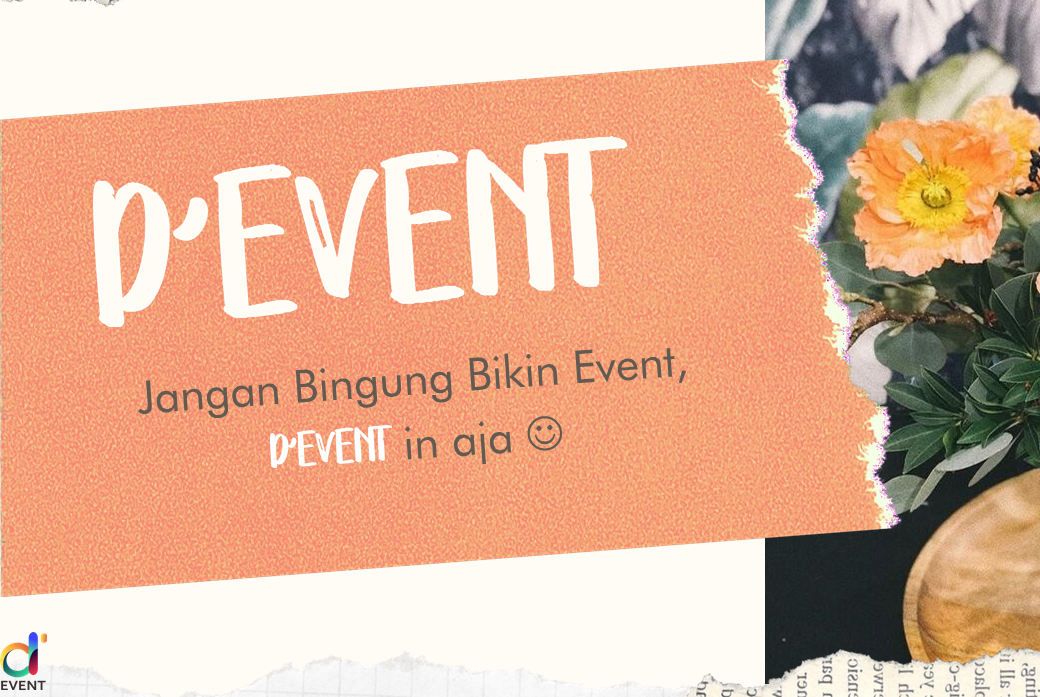 D'EVENT
Jangan Bingung Bikin Event,
D'EVENT in aja ☺
d'
EVENT